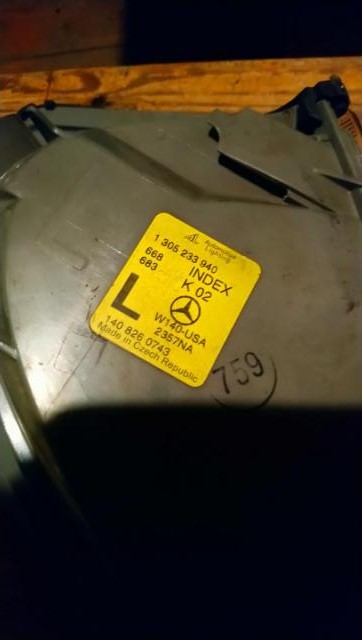 Automotive
Lighting
1 305 233 940
668
683
INDEX
K 02
L
W140-USA
2357NA
140 826 0743
Made in Czech Republic
759